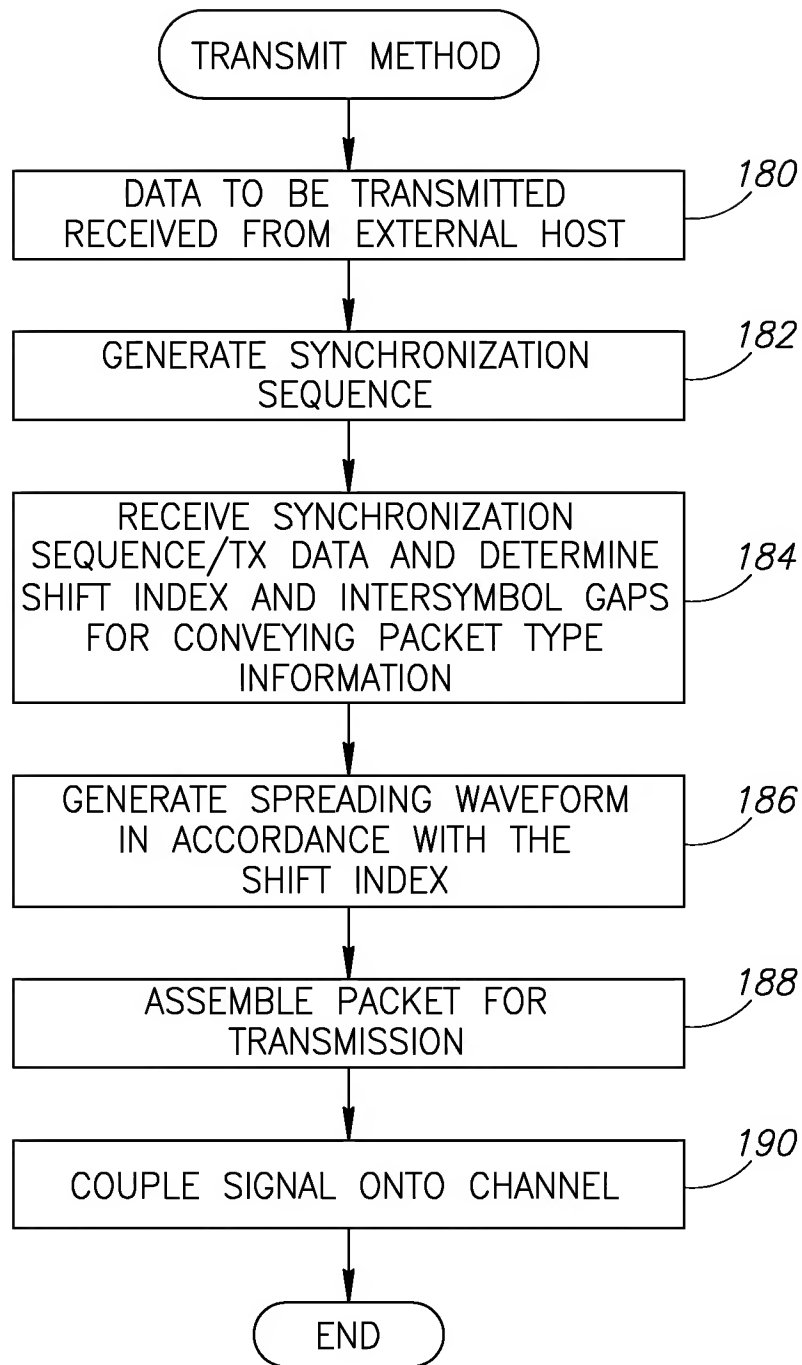 TRANSMIT METHOD
180
DATA TO BE TRANSMITTED
RECEIVED FROM EXTERNAL HOST
182
GENERATE SYNCHRONIZATION
SEQUENCE
RECEIVE SYNCHRONIZATION
SEQUENCE/TX DATA AND DETERMINE
184
SHIFT INDEX AND INTERSYMBOL GAPS
FOR CONVEYING PACKET TYPE
INFORMATION
GENERATE SPREADING WAVEFORM
186
IN ACCORDANCE WITH THE
SHIFT INDEX
188
ASSEMBLE PACKET FOR
TRANSMISSION
190
COUPLE SIGNAL ONTO CHANNEL
END